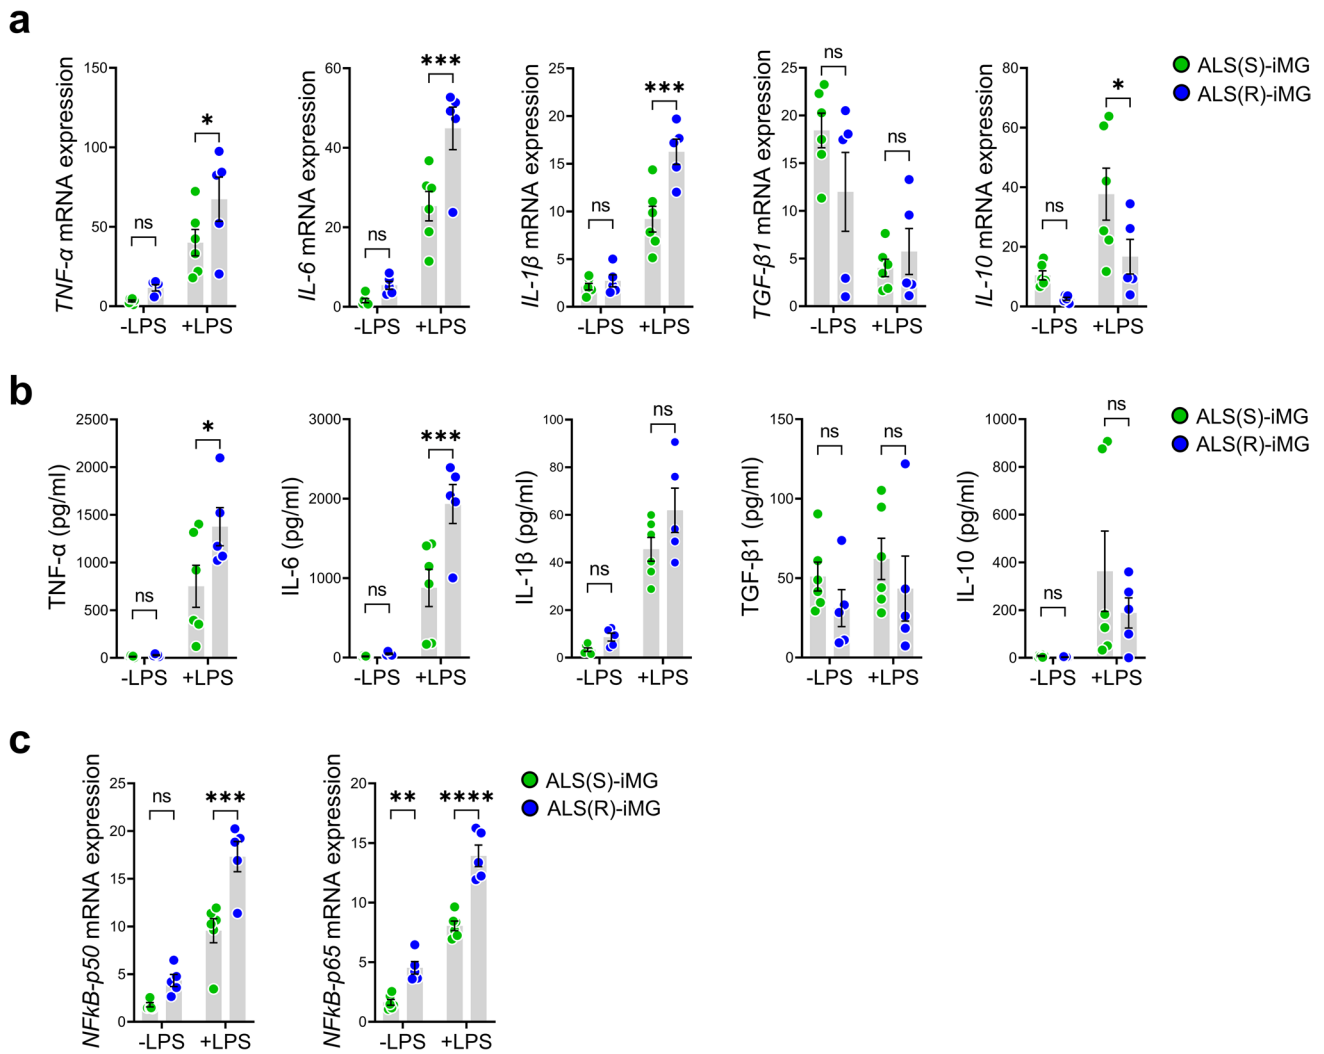 a
TNF-α mRNA expression
150
100
50
0
ns
*
-LPS +LPS
IL-6 mRNA expression
60
40
20
0
ns
***
-LPS +LPS
IL-1β mRNA expression
25
20
15
10
5
0
ns
***
-LPS +LPS
TGF-β1 mRNA expression
25
20
15
10
5
0
ns
ns
-LPS +LPS
IL-10 mRNA expression
80
60
40
20
0
ns
*
-LPS +LPS
ALS(S)-iMG
ALS(R)-iMG
b
TNF-α (pg/ml)
2500
2000
1500
1000
500
0
ns
*
-LPS +LPS
IL-6 (pg/ml)
3000
2000
1000
0
ns
***
-LPS +LPS
IL-1β (pg/ml)
100
80
60
40
20
0
ns
ns
-LPS +LPS
TGF-β1 (pg/ml)
150
100
50
0
ns
ns
-LPS +LPS
IL-10 (pg/ml)
1000
800
600
400
200
0
ns
ns
-LPS +LPS
ALS(S)-iMG
ALS(R)-iMG
c
NFkB-p50 mRNA expression
25
20
15
10
5
0
ns
***
-LPS +LPS
NFkB-p65 mRNA expression
20
15
10
5
0
**
****
-LPS +LPS
ALS(S)-iMG
ALS(R)-iMG